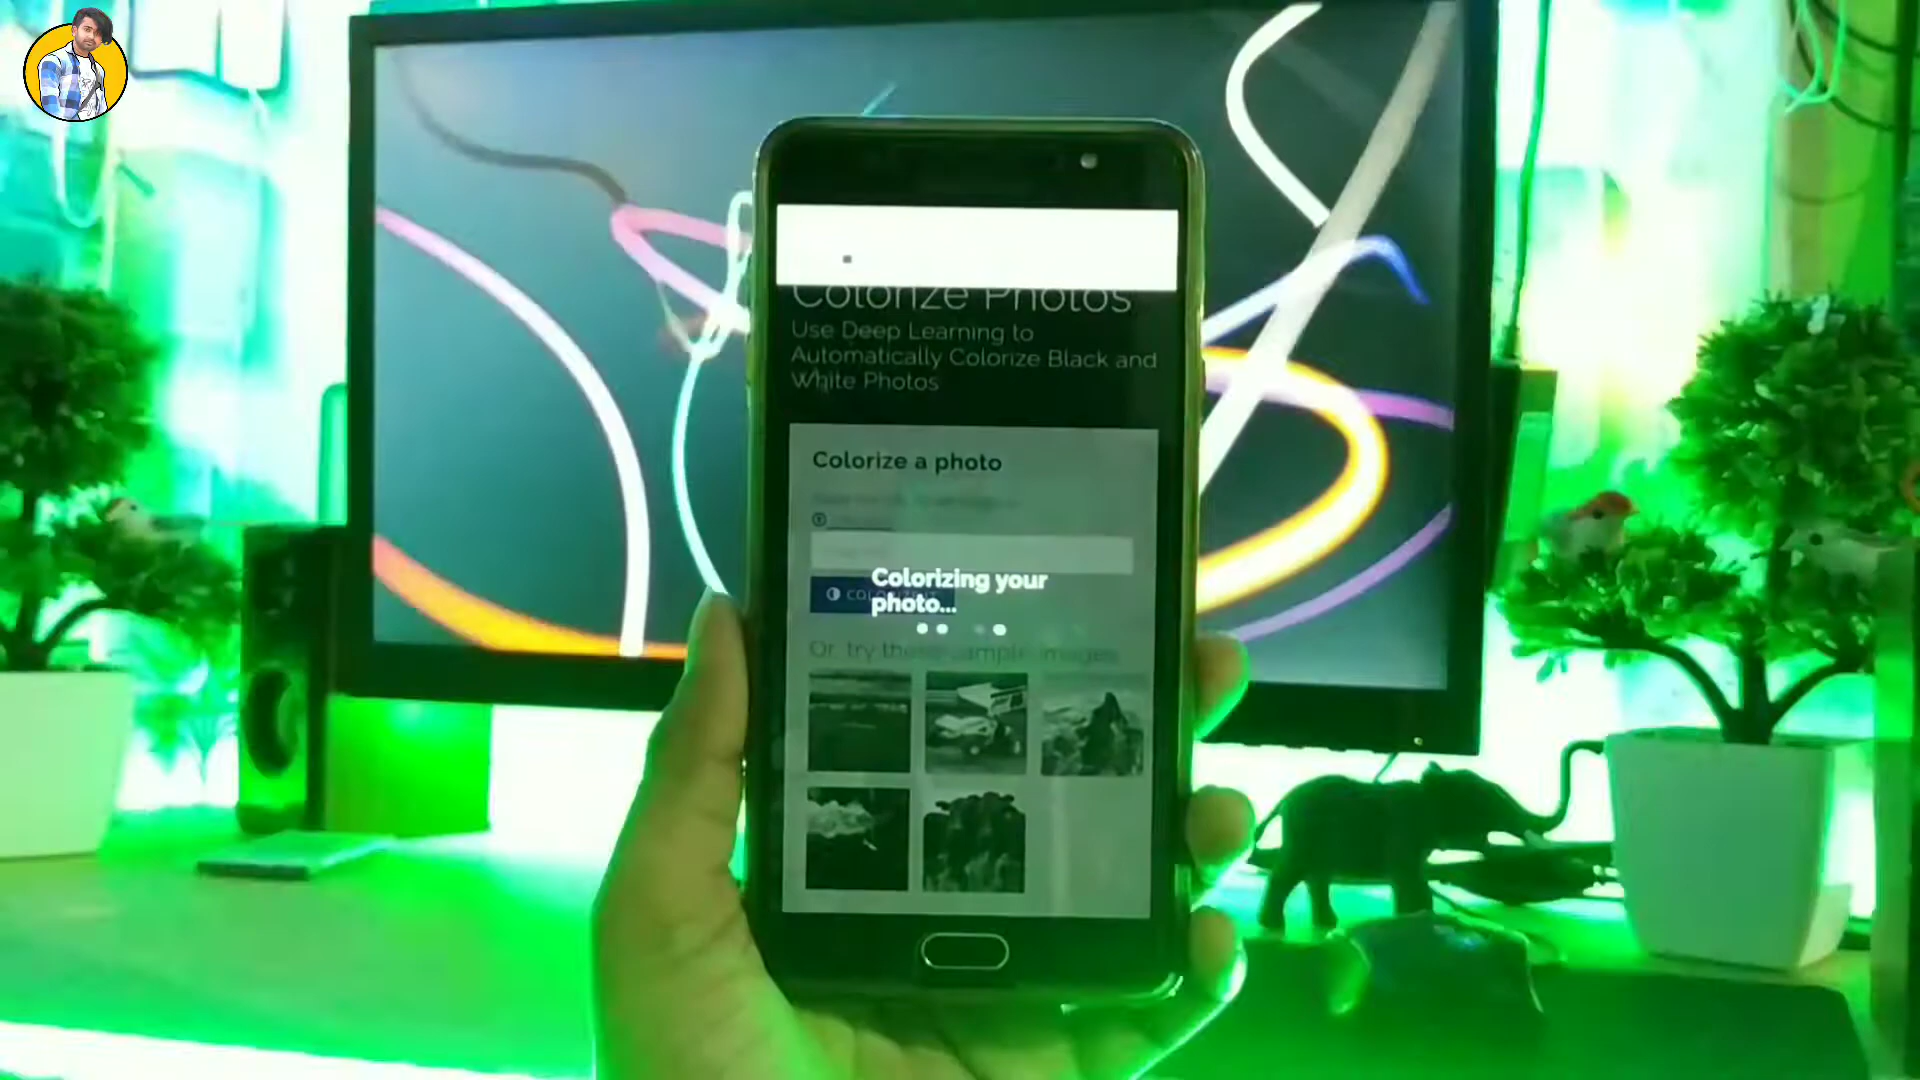 Colorize Photos
Use Deep Learning to
Automatically Colorize Black and
White Photos
Colorize a photo
Colorizing your
photo...
Or, try these sample images